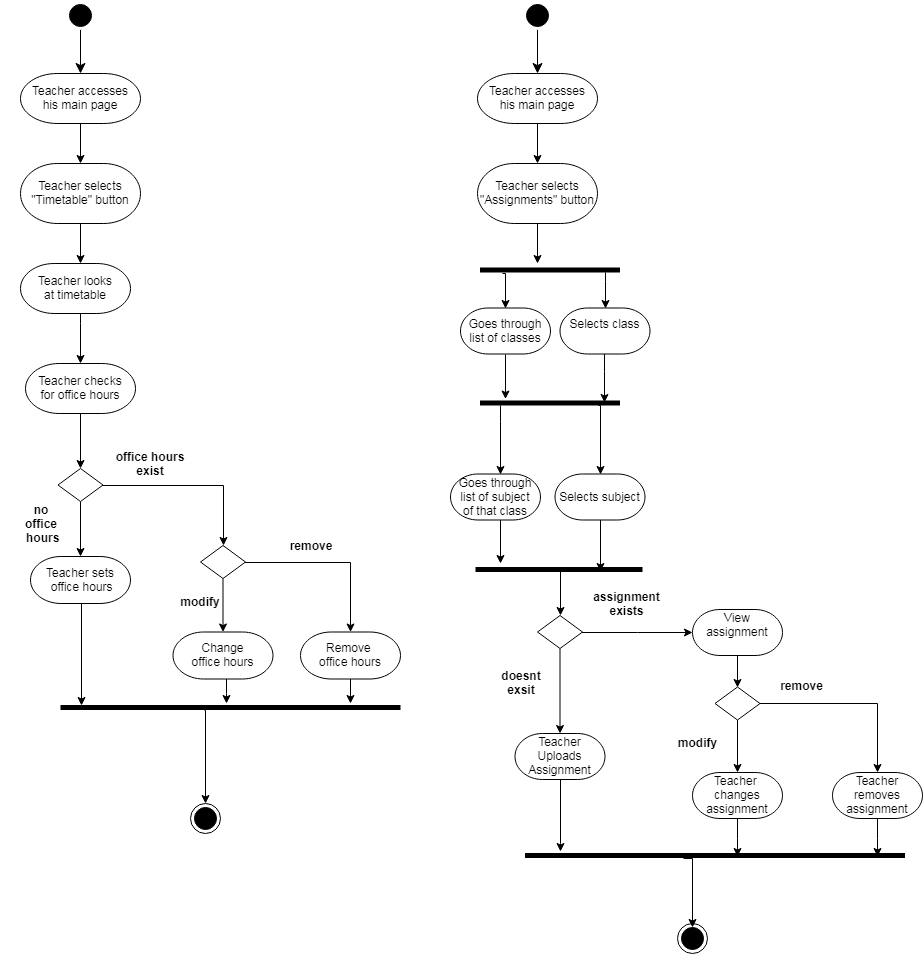 Teacher accesses
his main page
Teacher selects
"Timetable" button
Teacher looks
at timetable
Teacher checks
for office hours
office hours
exist
no
office
hours
Teacher sets
office hours
remove
modify
Change
office hours
Remove
office hours
Teacher accesses
his main page
Teacher selects
"Assignments" button
Goes through
list of classes
Selects class
Goes through
list of subject
of that class
Selects subject
assignment
exists
View
assignment
doesnt
exsit
remove
modify
Teacher
Uploads
Assignment
Teacher
changes
assignment
Teacher
removes
assignment